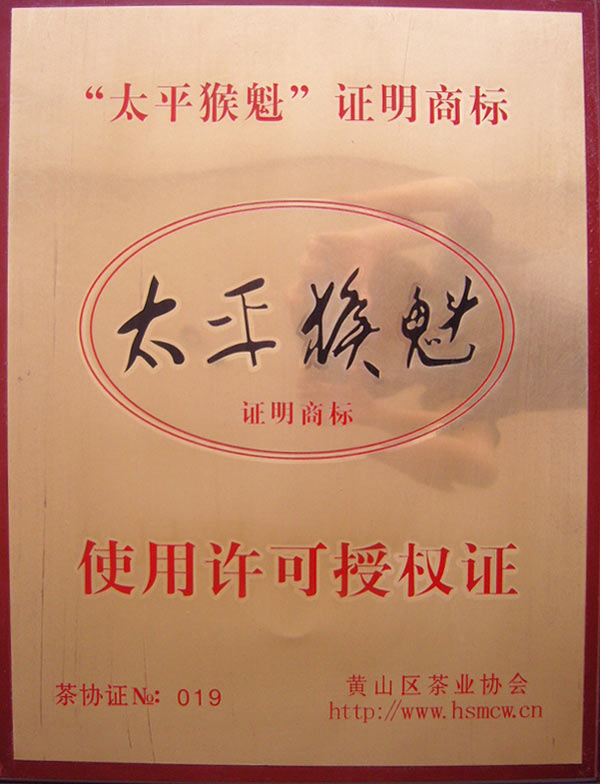 “太平猴魁”证明商标
太平猴魁
证明商标
使用许可授权证
茶协证№: 019
黄山区茶业协会
http://www.hsmcw.cn